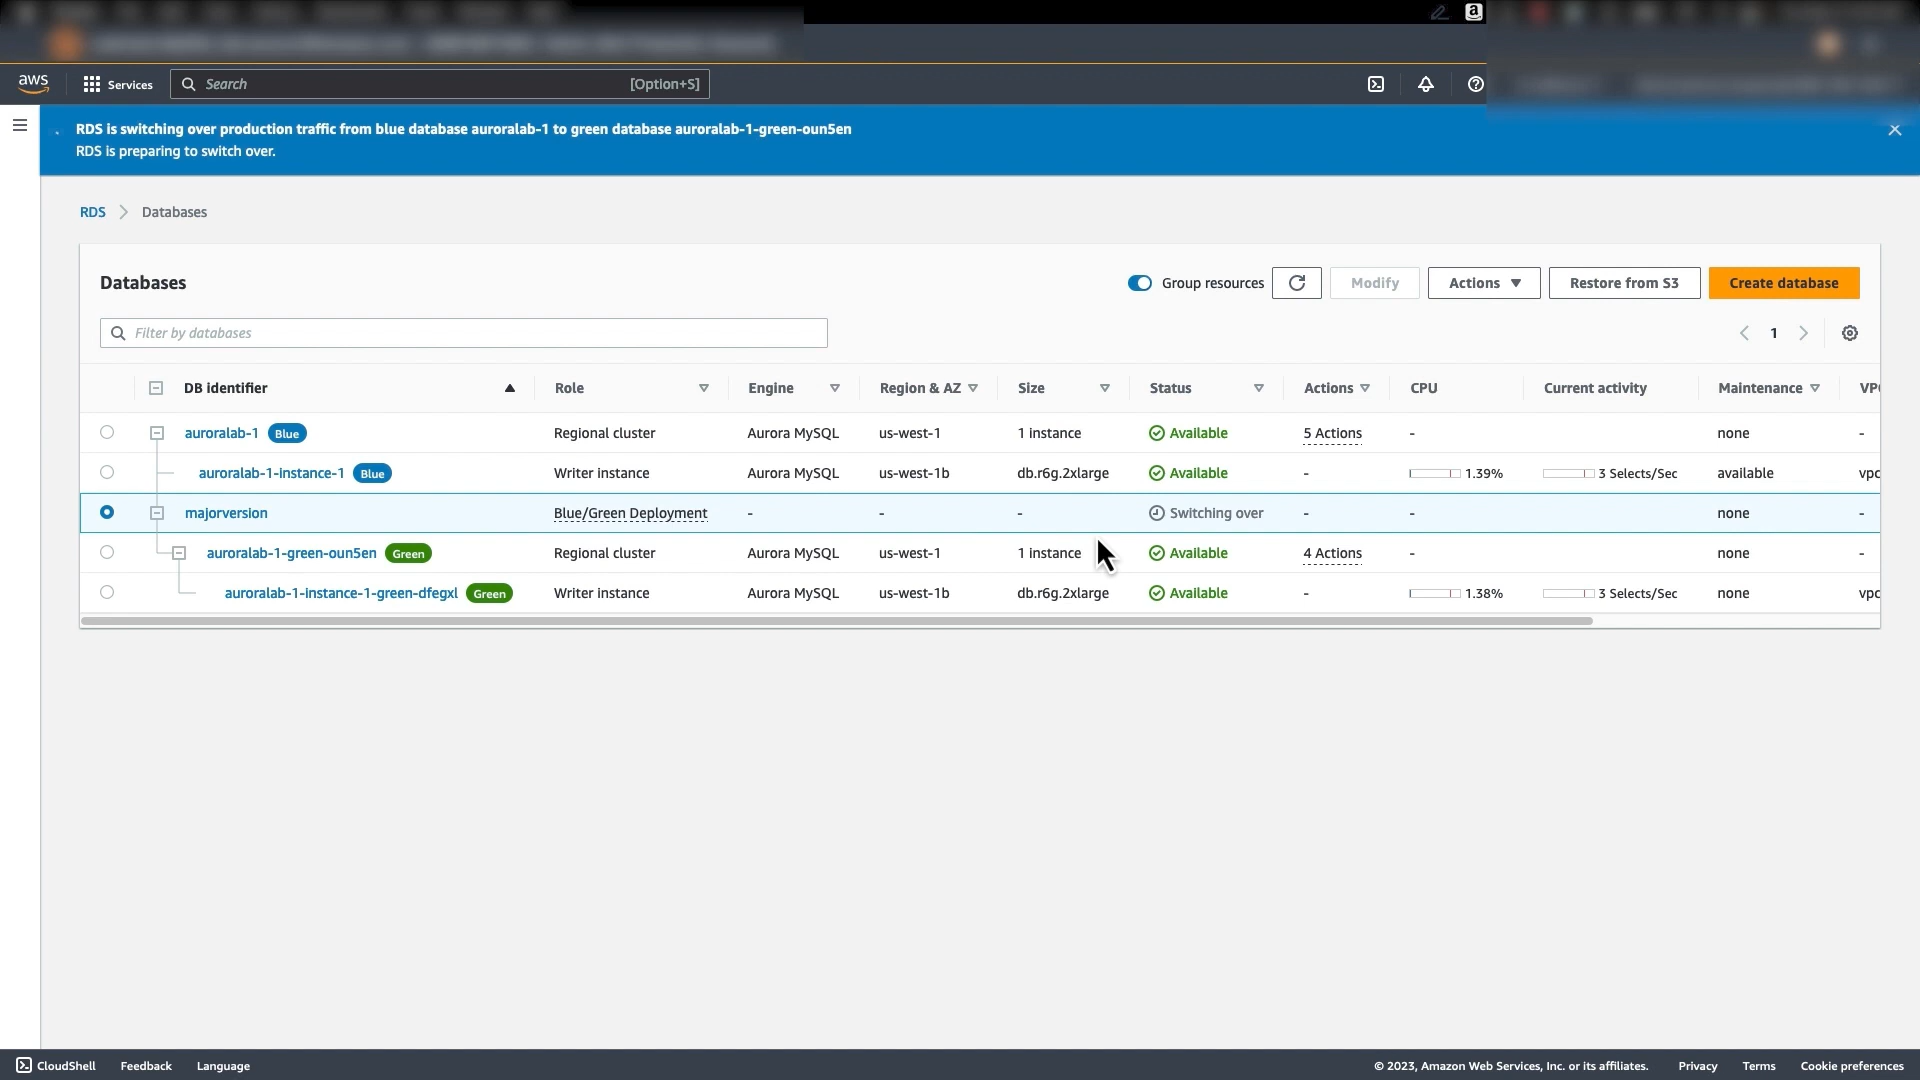 aws
Services
Search
[Option+S]
a
RDS is switching over production traffic from blue database auroralab-1 to green database auroralab-1-green-oun5en
RDS is preparing to switch over.
RDS
Databases
Databases
Group resources
Modify
Actions
Restore from S3
Create database
Filter by databases
1
DB identifier Role Engine Region & AZ Size Status Actions CPU Current activity Maintenance VP
auroralab-1 Blue Regional cluster Aurora MySQL us-west-1 1 instance Available 5 Actions - none -
auroralab-1-instance-1 Blue Writer instance Aurora MySQL us-west-1b db.r6g.2xlarge Available - 1.39% 3 Selects/Sec available vpc
majorversion Blue/Green Deployment - - - Switching over - - none -
auroralab-1-green-oun5en Green Regional cluster Aurora MySQL us-west-1 1 instance Available 4 Actions - none -
auroralab-1-instance-1-green-dfegxl Green Writer instance Aurora MySQL us-west-1b db.r6g.2xlarge Available - 1.38% 3 Selects/Sec none vpc
CloudShell
Feedback
Language
© 2023, Amazon Web Services, Inc. or its affiliates.
Privacy
Terms
Cookie preferences